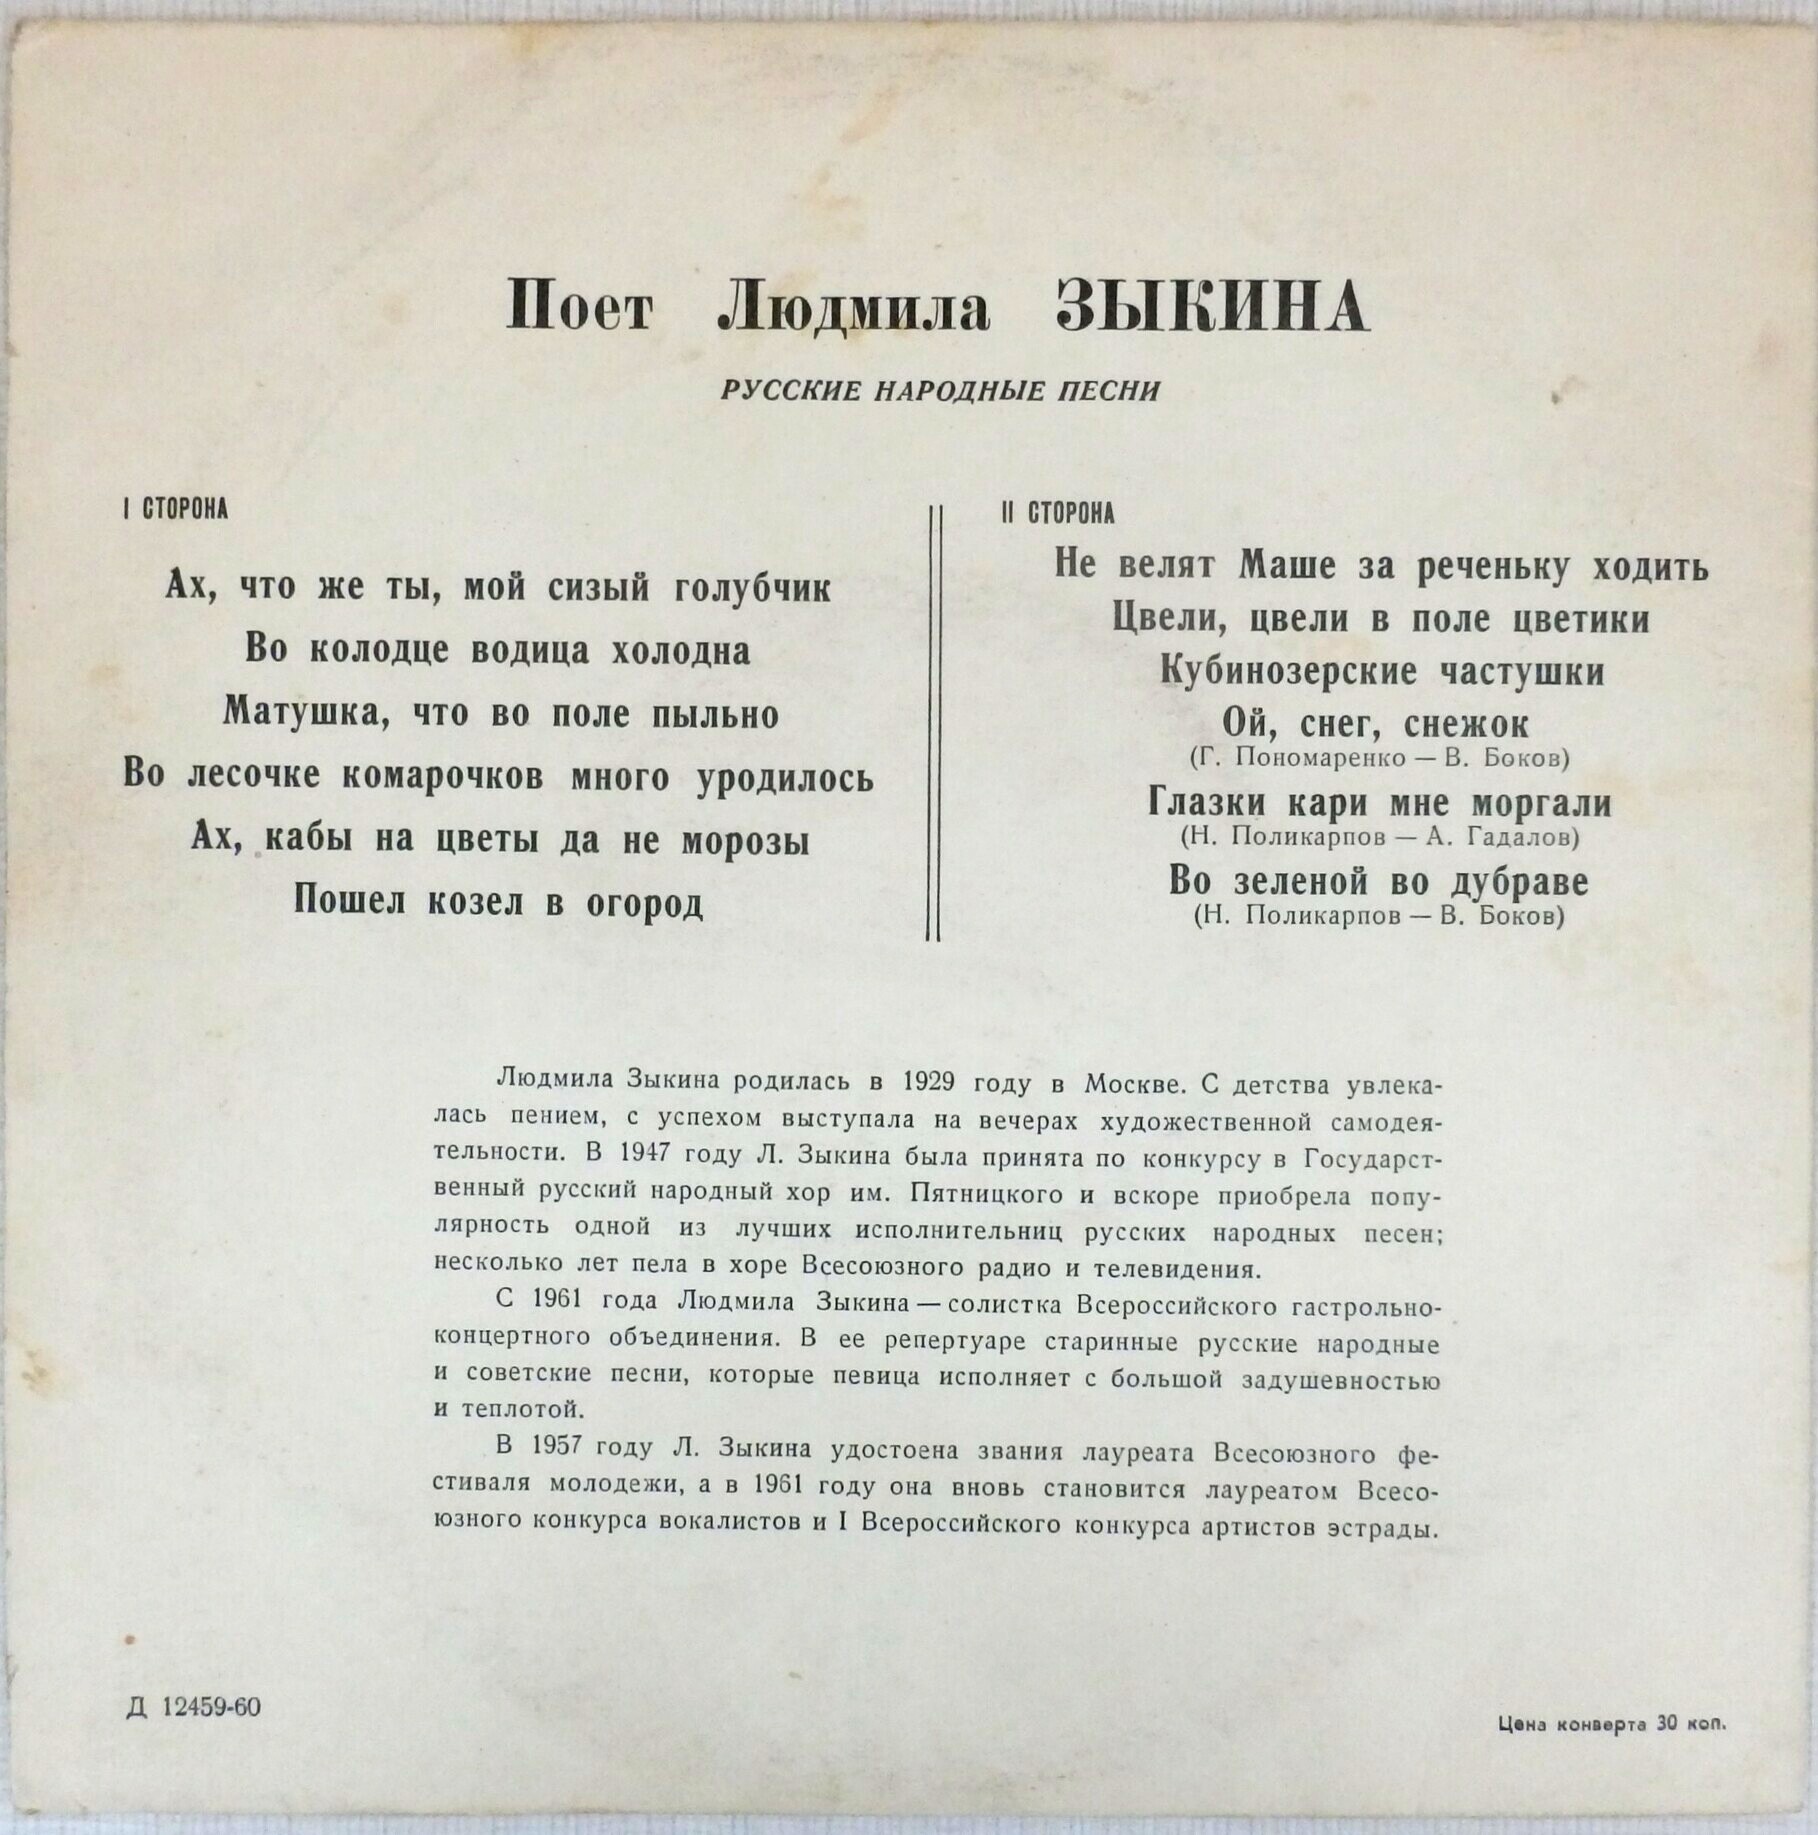 Поет Людмила ЗЫКИНА
РУССКИЕ НАРОДНЫЕ ПЕСНИ
I СТОРОНА
Ах, что же ты, мой сизый голубчик
Во колодце водица холодна
Матушка, что во поле пыльно
Во лесочке комарочков много уродилось
Ах, кабы на цветы да не морозы
Пошел козел в огород
II СТОРОНА
Не велят Маше за реченьку ходить
Цвели, цвели в поле цветики
Кубинозерские частушки
Ой, снег, снежок
(Г. Пономаренко — В. Боков)
Глазки кари мне моргали
(Н. Поликарпов — А. Гадалов)
Во зеленой во дубраве
(Н. Поликарпов — В. Боков)
Людмила Зыкина родилась в 1929 году в Москве. С детства увлека-
лась пением, с успехом выступала на вечерах художественной самодея-
тельности. В 1947 году Л. Зыкина была принята по конкурсу в Государст-
венный русский народный хор им. Пятницкого и вскоре приобрела попу-
лярность одной из лучших исполнительниц русских народных песен;
несколько лет пела в хоре Всесоюзного радио и телевидения.
С 1961 года Людмила Зыкина — солистка Всероссийского гастрольно-
концертного объединения. В ее репертуаре старинные русские народные
и советские песни, которые певица исполняет с большой задушевностью
и теплотой.
В 1957 году Л. Зыкина удостоена звания лауреата Всесоюзного фе-
стиваля молодежи, а в 1961 году она вновь становится лауреатом Всесо-
юзного конкурса вокалистов и I Всероссийского конкурса артистов эстрады.
Д 12459-60
Цена конверта 30 коп.